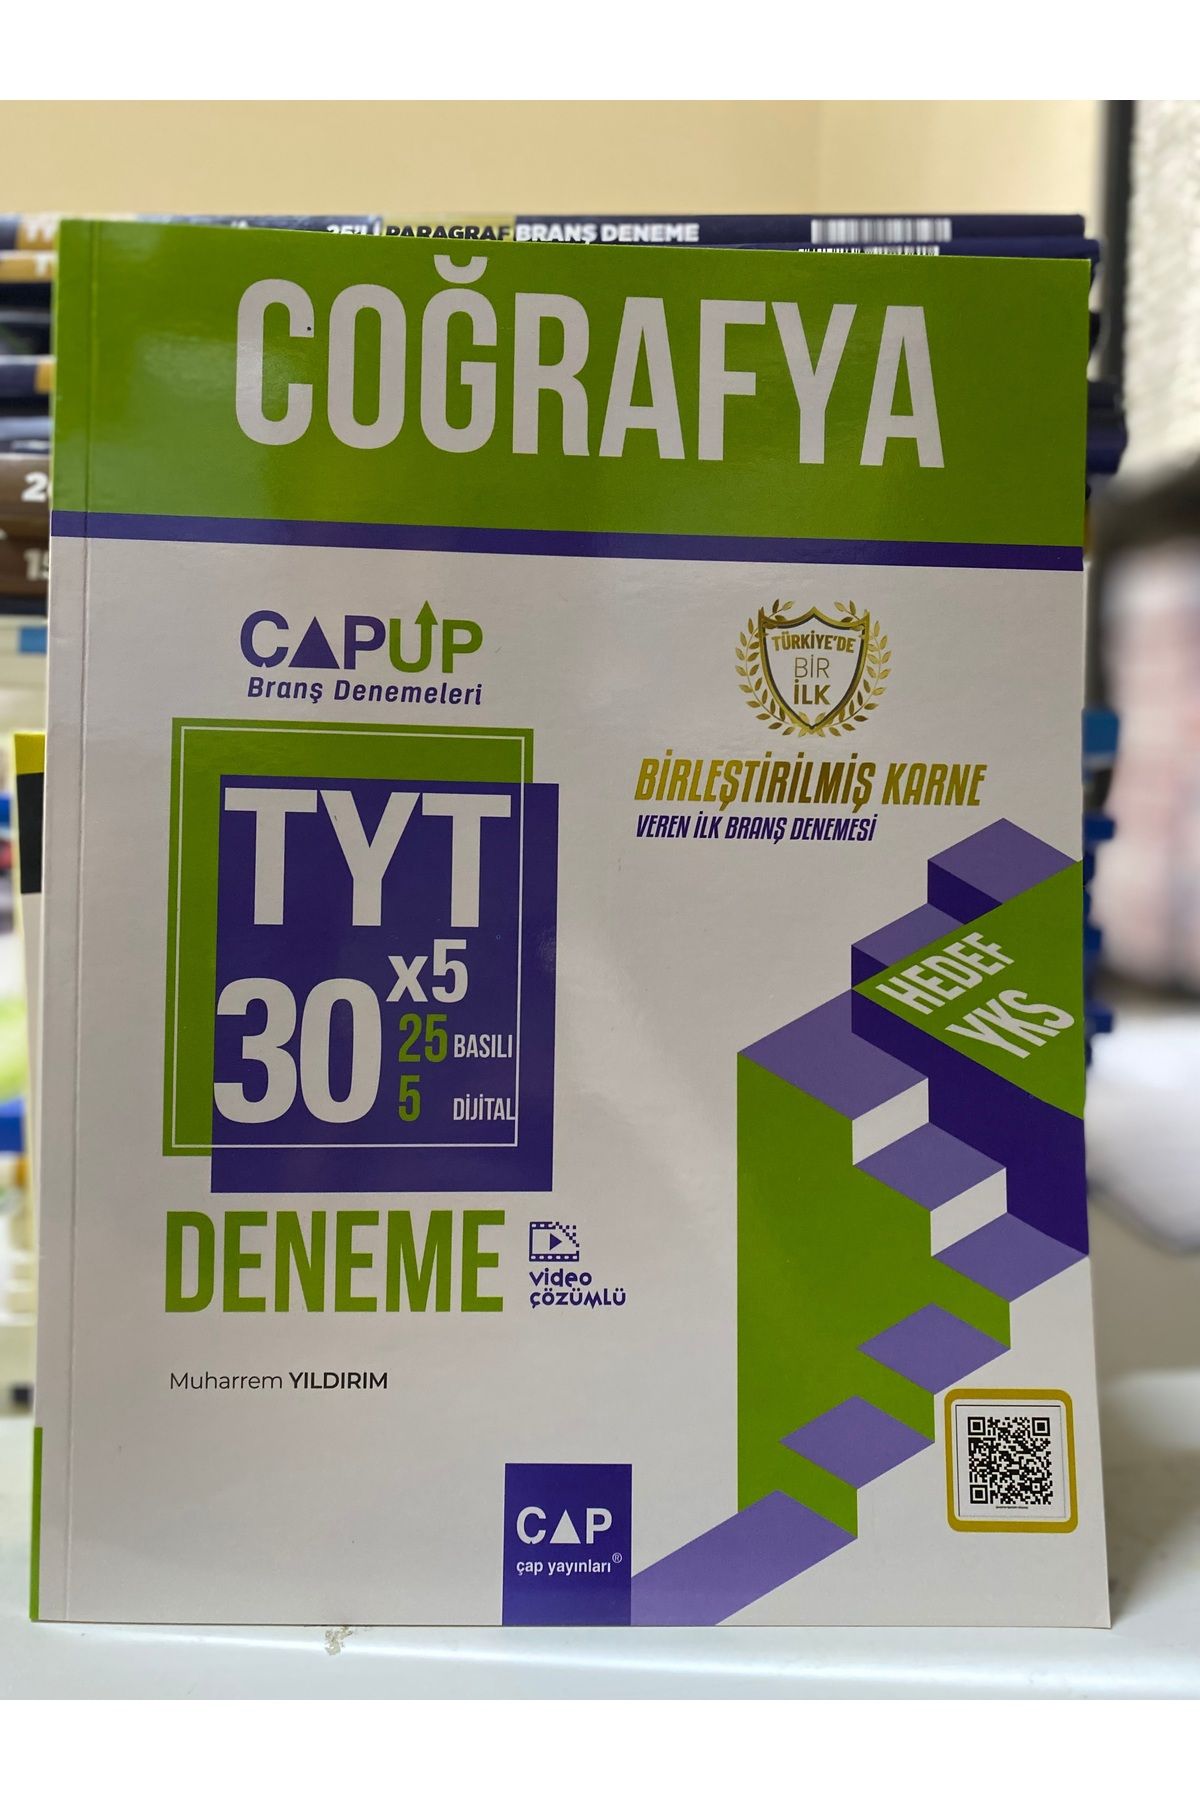 25'Lİ PARAGRAF BRANŞ DENEME
COĞRAFYA
ÇAPUP
Branş Denemeleri
TÜRKİYE'DE
BİR
İLK
BİRLEŞTİRİLMİŞ KARNE
VEREN İLK BRANŞ DENEMESİ
TYT
30 x5
25 BASILI
5 DİJİTAL
HEDEF
YKS
DENEME
video
çözümlü
Muharrem YILDIRIM
ÇAP
çap yayınları®